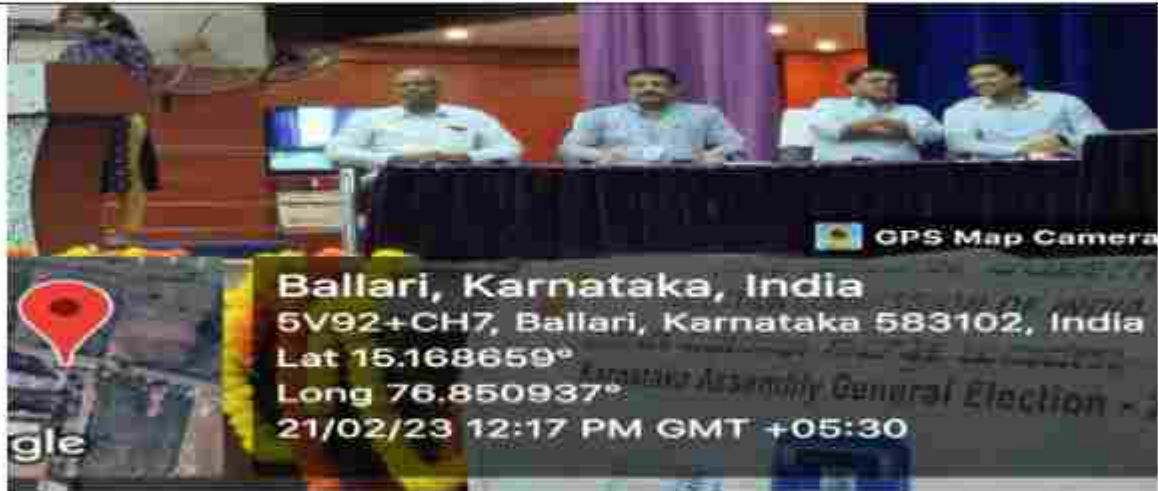 GPS Map Camera
Ballari, Karnataka, India
5V92+CH7, Ballari, Karnataka 583102, India
Lat 15.168659°
Long 76.850937°
21/02/23 12:17 PM GMT +05:30
gle
Karnataka Assembly General Election -